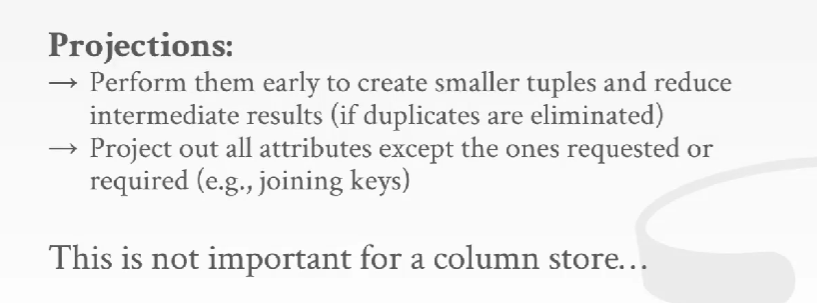 Projections:
→ Perform them early to create smaller tuples and reduce
intermediate results (if duplicates are eliminated)
→ Project out all attributes except the ones requested or
required (e.g., joining keys)
This is not important for a column store…